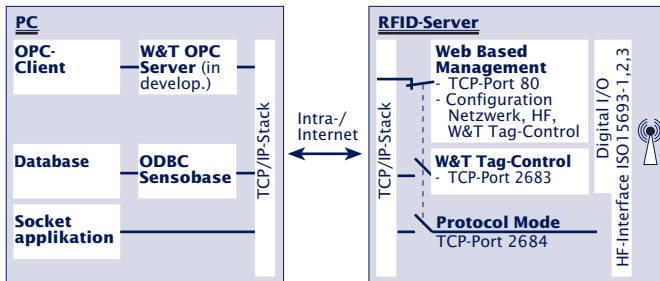 PC
OPC-
Client
W&T OPC
Server (in
develop.)
Database
ODBC
Sensobase
Socket
applikation
TCP/IP-Stack
Intra-/
Internet
RFID-Server
TCP/IP-Stack
Web Based
Management
- TCP-Port 80
- Configuration
Netzwerk, HF,
W&T Tag-Control
W&T Tag-Control
- TCP-Port 2683
Protocol Mode
TCP-Port 2684
Digital I/O
HF-Interface ISO15693-1,2,3